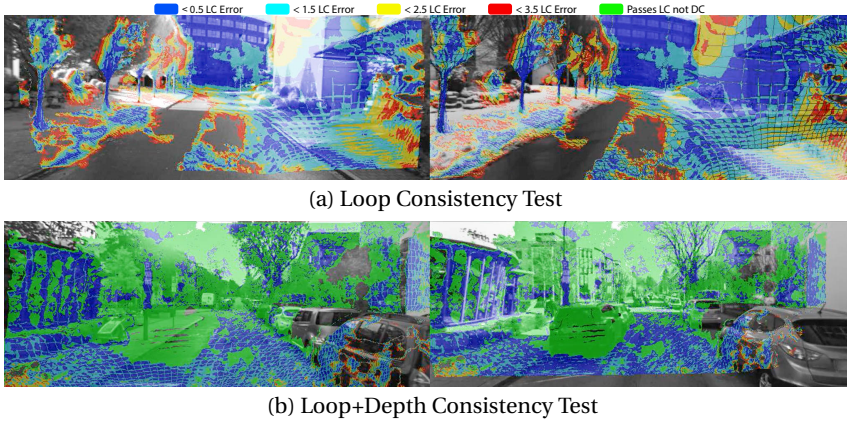 < 0.5 LC Error < 1.5 LC Error < 2.5 LC Error < 3.5 LC Error Passes LC not DC
(a) Loop Consistency Test
(b) Loop+Depth Consistency Test